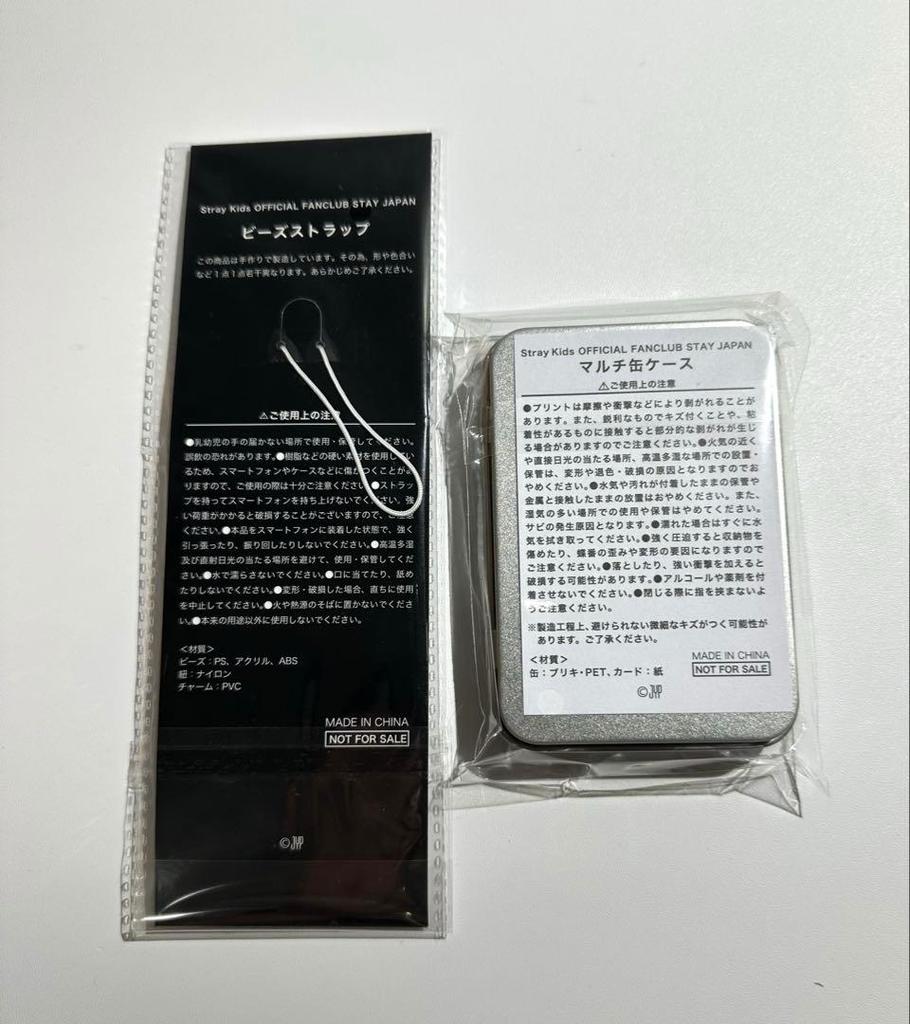 Stray Kids OFFICIAL FANCLUB STAY JAPAN
ビーズストラップ
この商品は手作りで製造しています。その為、形や色合い
など1点1点若干異なります。あらかじめご了承ください。
⚠ご使用上の注意
●乳幼児の手の届かない場所で使用・保管してください。
誤飲の恐れがあります。●樹脂などの硬い素材を使用してい
るため、スマートフォンやケースなどに傷がつくことがあ
りますので、ご使用の際は十分ご注意ください。●ストラッ
プを持ってスマートフォンを持ち上げないでください。強
い荷重がかかると破損することがございますので、ご注意
ください。●本品をスマートフォンに装着した状態で、強く
引っ張ったり、振り回したりしないでください。●高温多湿
及び直射日光の当たる場所を避けて、使用・保管してくだ
さい。●水で濡らさないでください。●口に当てたり、舐め
たりしないでください。●変形・破損した場合、直ちに使用
を中止してください。●火や熱源のそばに置かないでくださ
い。●本来の用途以外に使用しないでください。
＜材質＞
ビーズ：PS、アクリル、ABS
紐：ナイロン
チャーム：PVC
MADE IN CHINA
NOT FOR SALE
©JYP
Stray Kids OFFICIAL FANCLUB STAY JAPAN
マルチ缶ケース
⚠ご使用上の注意
●プリントは摩擦や衝撃などにより剥がれることが
あります。また、鋭利なものでキズ付くことや、粘
着性があるものに接触すると部分的な剥がれが生じ
る場合がありますのでご注意ください。●火気の近く
や直接日光の当たる場所、高温多湿な場所での設置・
保管は、変形や退色・破損の原因となりますのでお
やめください。●水気や汚れが付着したままの保管や
金属と接触したままの放置はおやめください。また、
湿気の多い場所での使用や保管はやめてください。
サビの発生原因となります。●濡れた場合はすぐに水
気を拭き取ってください。●強く圧迫すると収納物を
傷めたり、蝶番の歪みや変形の要因になりますので
ご注意ください。●落としたり、強い衝撃を加えると
破損する可能性があります。●アルコールや薬剤を付
着させないでください。●閉じる際に指を挟まないよ
うご注意ください。
※製造工程上、避けられない微細なキズがつく可能性が
あります。ご了承ください。
＜材質＞
缶：ブリキ・PET、カード：紙
MADE IN CHINA
NOT FOR SALE
©JYP